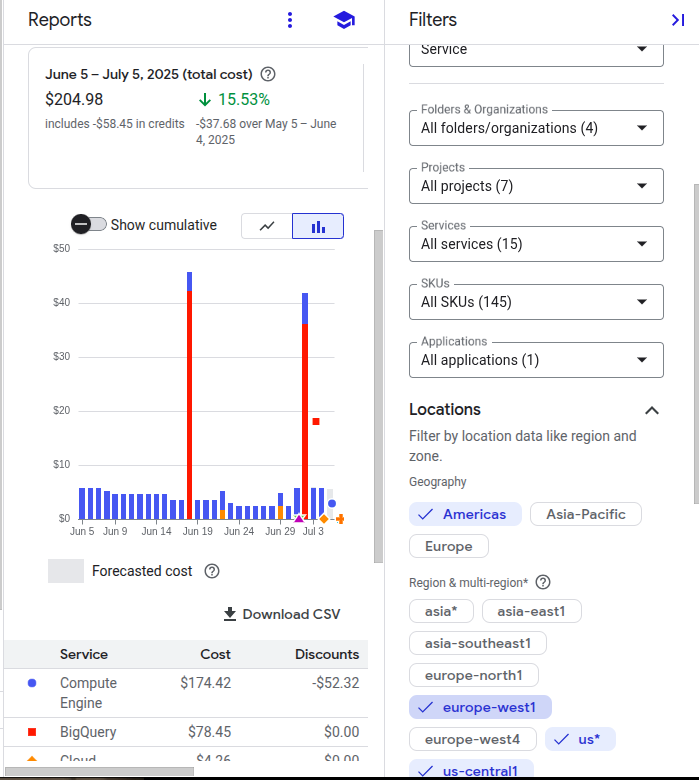 Reports
June 5 – July 5, 2025 (total cost)
$204.98
15.53%
includes -$58.45 in credits
-$37.68 over May 5 – June
4, 2025
Show cumulative
$50
$40
$30
$20
$10
$0
Jun 5 Jun 9 Jun 14 Jun 19 Jun 24 Jun 29 Jul 3
Forecasted cost
Download CSV
Service Cost Discounts
Compute
Engine
$174.42 -$52.32
BigQuery $78.45 $0.00
Cloud $4.26 $0.00
Filters
Service
Folders & Organizations
All folders/organizations (4)
Projects
All projects (7)
Services
All services (15)
SKUs
All SKUs (145)
Applications
All applications (1)
Locations
Filter by location data like region and
zone.
Geography
Americas Asia-Pacific
Europe
Region & multi-region*
asia* asia-east1
asia-southeast1
europe-north1
europe-west1
europe-west4 us*
us-central1